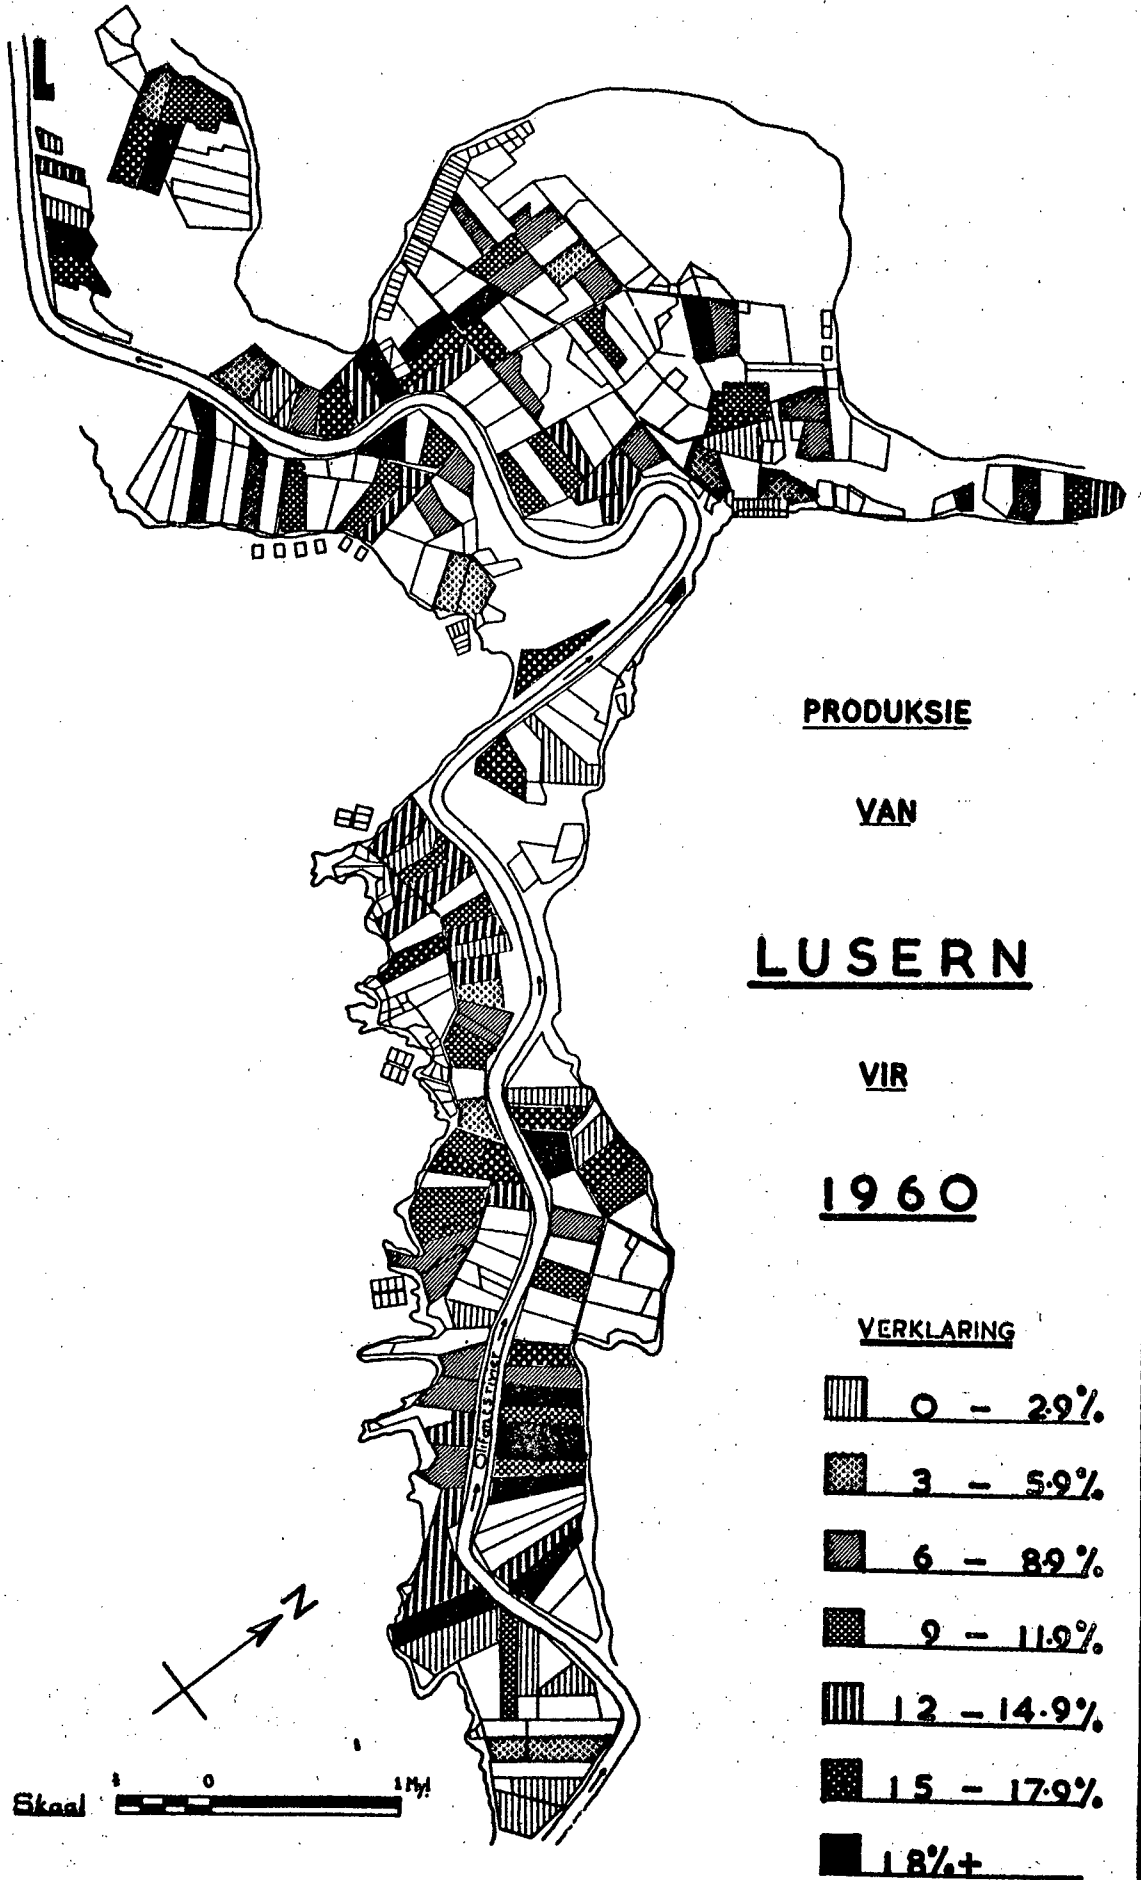 PRODUKSIE
VAN
LUSERN
VIR
1960
VERKLARING
0 - 2.9%
3 - 5.9%
6 - 8.9%
9 - 11.9%
12 - 14.9%
15 - 17.9%
18%+
Olifantsrivier
N
0 1 Myl
Skaal